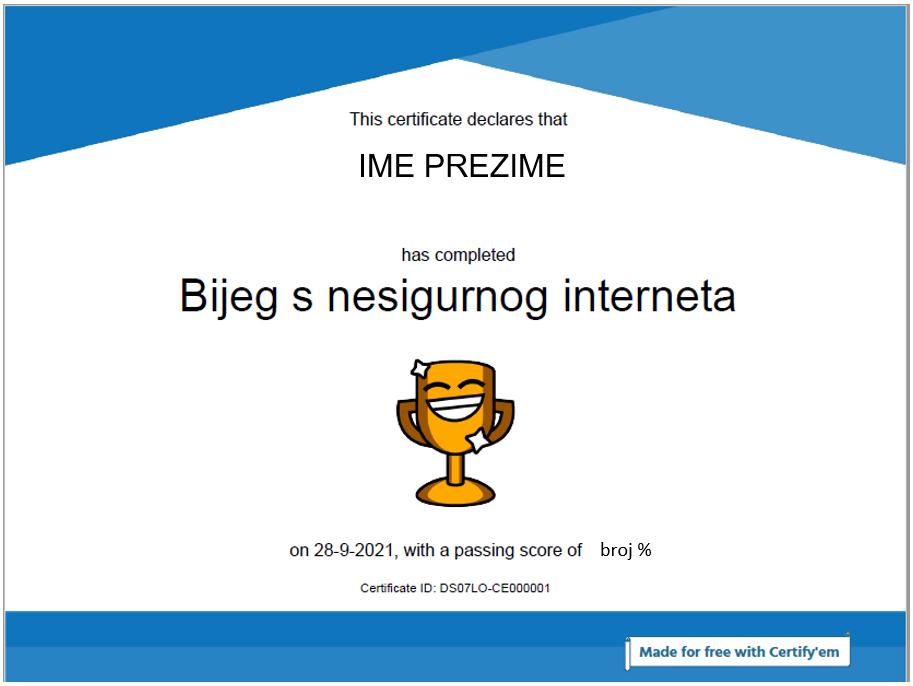 This certificate declares that
IME PREZIME
has completed
Bijeg s nesigurnog interneta
on 28-9-2021, with a passing score of broj %
Certificate ID: DS07LO-CE000001
Made for free with Certify'em